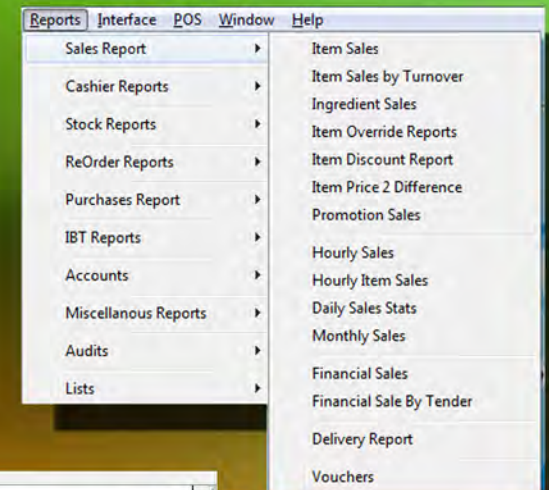 Reports Interface POS Window Help
Sales Report
Cashier Reports
Stock Reports
ReOrder Reports
Purchases Report
IBT Reports
Accounts
Miscellanous Reports
Audits
Lists
Item Sales
Item Sales by Turnover
Ingredient Sales
Item Override Reports
Item Discount Report
Item Price 2 Difference
Promotion Sales
Hourly Sales
Hourly Item Sales
Daily Sales Stats
Monthly Sales
Financial Sales
Financial Sale By Tender
Delivery Report
Vouchers